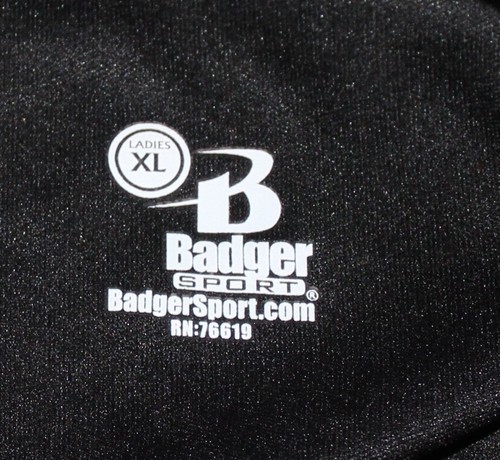 LADIES
XL
B
Badger
SPORT®
BadgerSport.com
RN:76619